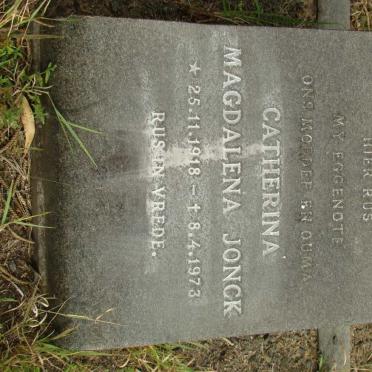 HIER RUS
MY EGGENOTE
ONS MOEDER EN OUMA
CATHERINA
MAGDALENA JONCK
★ 25.11.1918 – ✝ 8.4.1973
RUS IN VREDE.